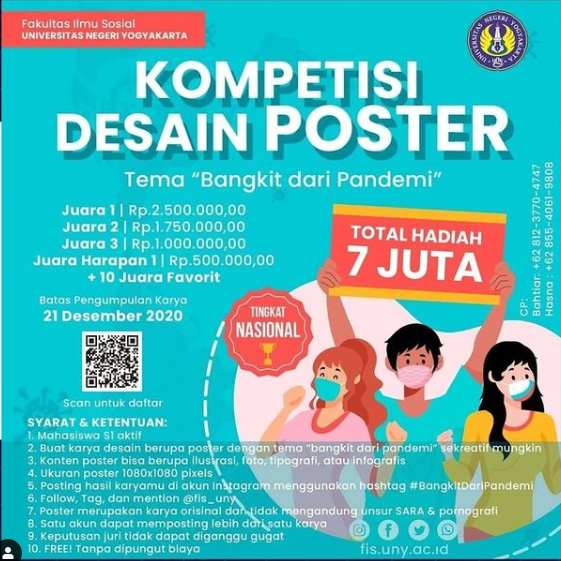 Fakultas Ilmu Sosial
UNIVERSITAS NEGERI YOGYAKARTA
UNIVERSITAS NEGERI YOGYAKARTA
KOMPETISI
DESAIN POSTER
Tema “Bangkit dari Pandemi”
Juara 1 | Rp.2.500.000,00
Juara 2 | Rp.1.750.000,00
Juara 3 | Rp.1.000.000,00
Juara Harapan 1 | Rp.500.000,00
+ 10 Juara Favorit
Batas Pengumpulan Karya
21 Desember 2020
Scan untuk daftar
TOTAL HADIAH
7 JUTA
TINGKAT
NASIONAL
CP:
Bahtiar: +62 812-3770-4747
Hasna : +62 855-4061-9808
SYARAT & KETENTUAN:
1. Mahasiswa S1 aktif
2. Buat karya desain berupa poster dengan tema “bangkit dari pandemi” sekreatif mungkin
3. Konten poster bisa berupa ilustrasi, foto, tipografi, atau infografis
4. Ukuran poster 1080x1080 pixels
5. Posting hasil karyamu di akun Instagram menggunakan hashtag #BangkitDariPandemi
6. Follow, Tag, dan mention @fis_uny
7. Poster merupakan karya orisinal dan tidak mengandung unsur SARA & pornografi
8. Satu akun dapat memposting lebih dari satu karya
9. Keputusan juri tidak dapat diganggu gugat
10. FREE! Tanpa dipungut biaya
fis.uny.ac.id